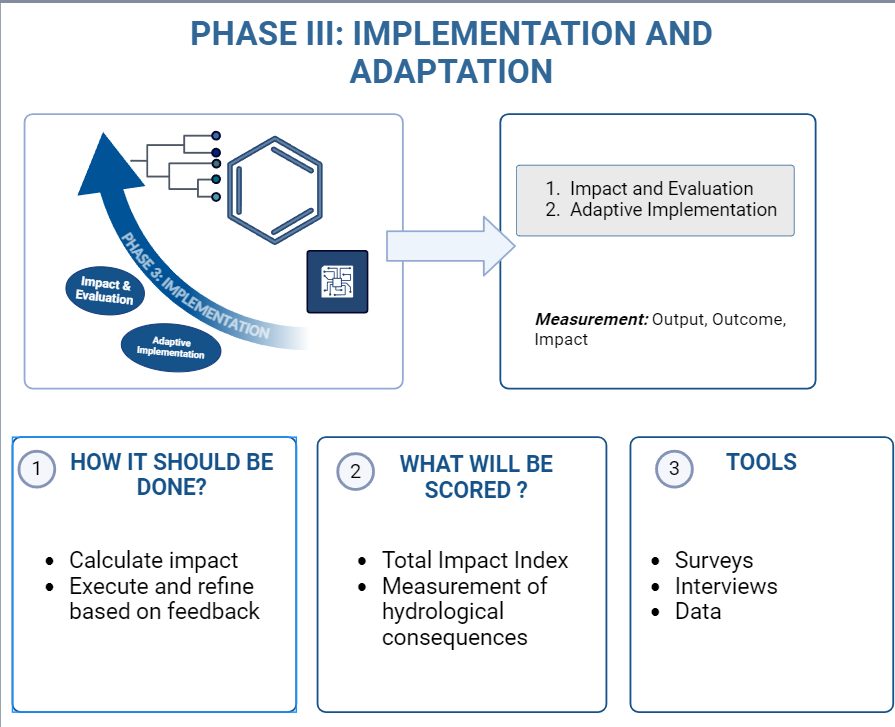 PHASE III: IMPLEMENTATION AND
ADAPTATION
PHASE 3: IMPLEMENTATION
Impact &
Evaluation
Adaptive
Implementation
1. Impact and Evaluation
2. Adaptive Implementation
Measurement: Output, Outcome,
Impact
1
HOW IT SHOULD BE
DONE?
• Calculate impact
• Execute and refine
based on feedback
2
WHAT WILL BE
SCORED ?
• Total Impact Index
• Measurement of
hydrological
consequences
3
TOOLS
• Surveys
• Interviews
• Data